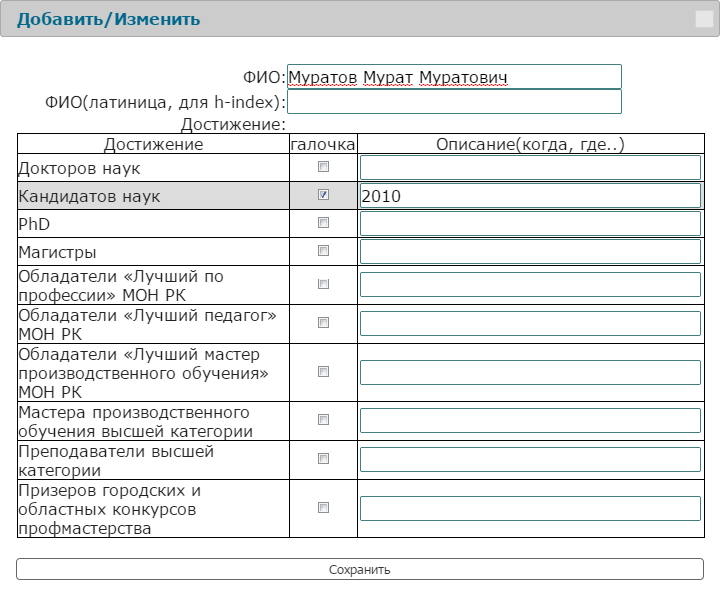 Добавить/Изменить
ФИО: Муратов Мурат Муратович
ФИО(латиница, для h-index):
Достижение:
Достижение галочка Описание(когда, где..)
Докторов наук
Кандидатов наук 2010
PhD
Магистры
Обладатели «Лучший по
профессии» МОН РК
Обладатели «Лучший педагог»
МОН РК
Обладатели «Лучший мастер
производственного обучения»
МОН РК
Мастера производственного
обучения высшей категории
Преподаватели высшей
категории
Призеров городских и
областных конкурсов
профмастерства
Сохранить